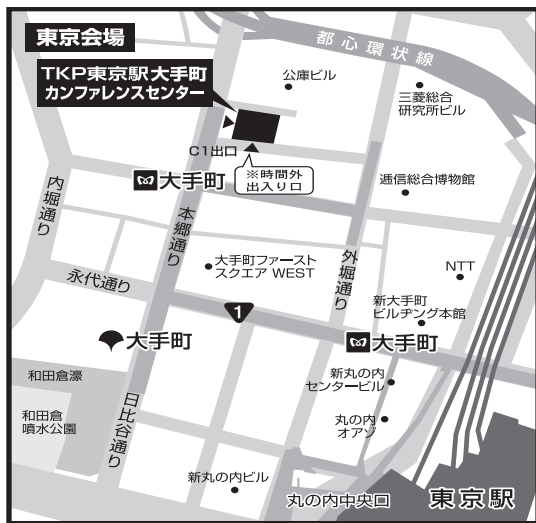 東京会場
都心環状線
TKP東京駅大手町
カンファレンスセンター
公庫ビル
三菱総合
研究所ビル
C1出口
※時間外
出入り口
大手町
逓信総合博物館
内堀通り
本郷通り
外堀通り
大手町ファースト
スクエア WEST
NTT
永代通り
1
新大手町
ビルヂング本館
大手町
大手町
新丸の内
センタービル
和田倉濠
日比谷通り
丸の内
オアゾ
和田倉
噴水公園
新丸の内ビル
丸の内中央口
東京駅